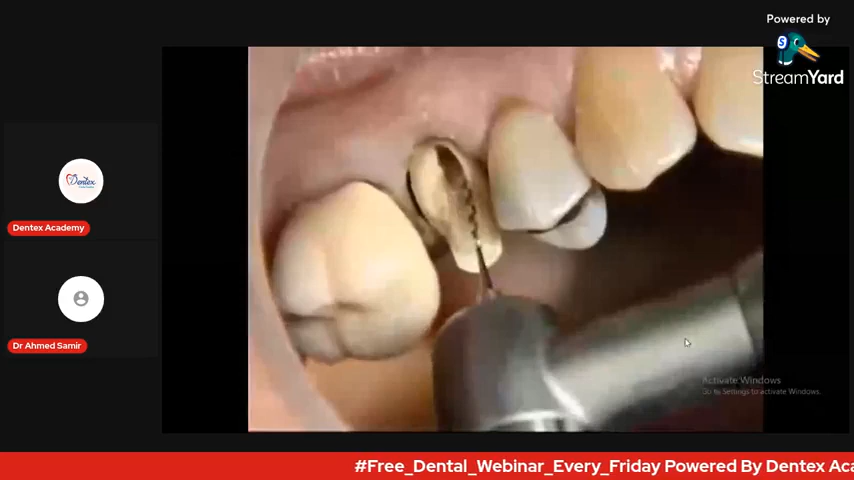 Powered by
S
StreamYard
Dentex
Dentex Academy
Dr Ahmed Samir
Activate Windows
Go to Settings to activate Windows.
#Free_Dental_Webinar_Every_Friday Powered By Dentex Aca